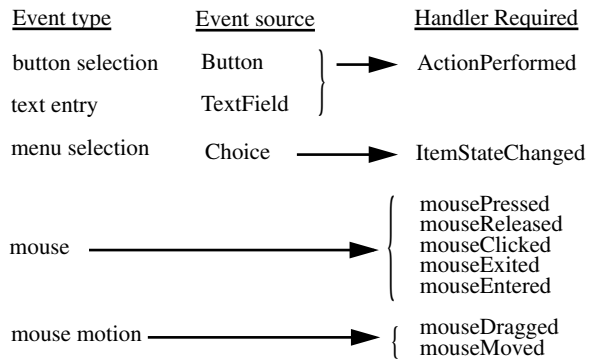 Event type Event source Handler Required
button selection Button ActionPerformed
text entry TextField
menu selection Choice ItemStateChanged
mousePressed
mouseReleased
mouse mouseClicked
mouseExited
mouseEntered
mouse motion mouseDragged
mouseMoved